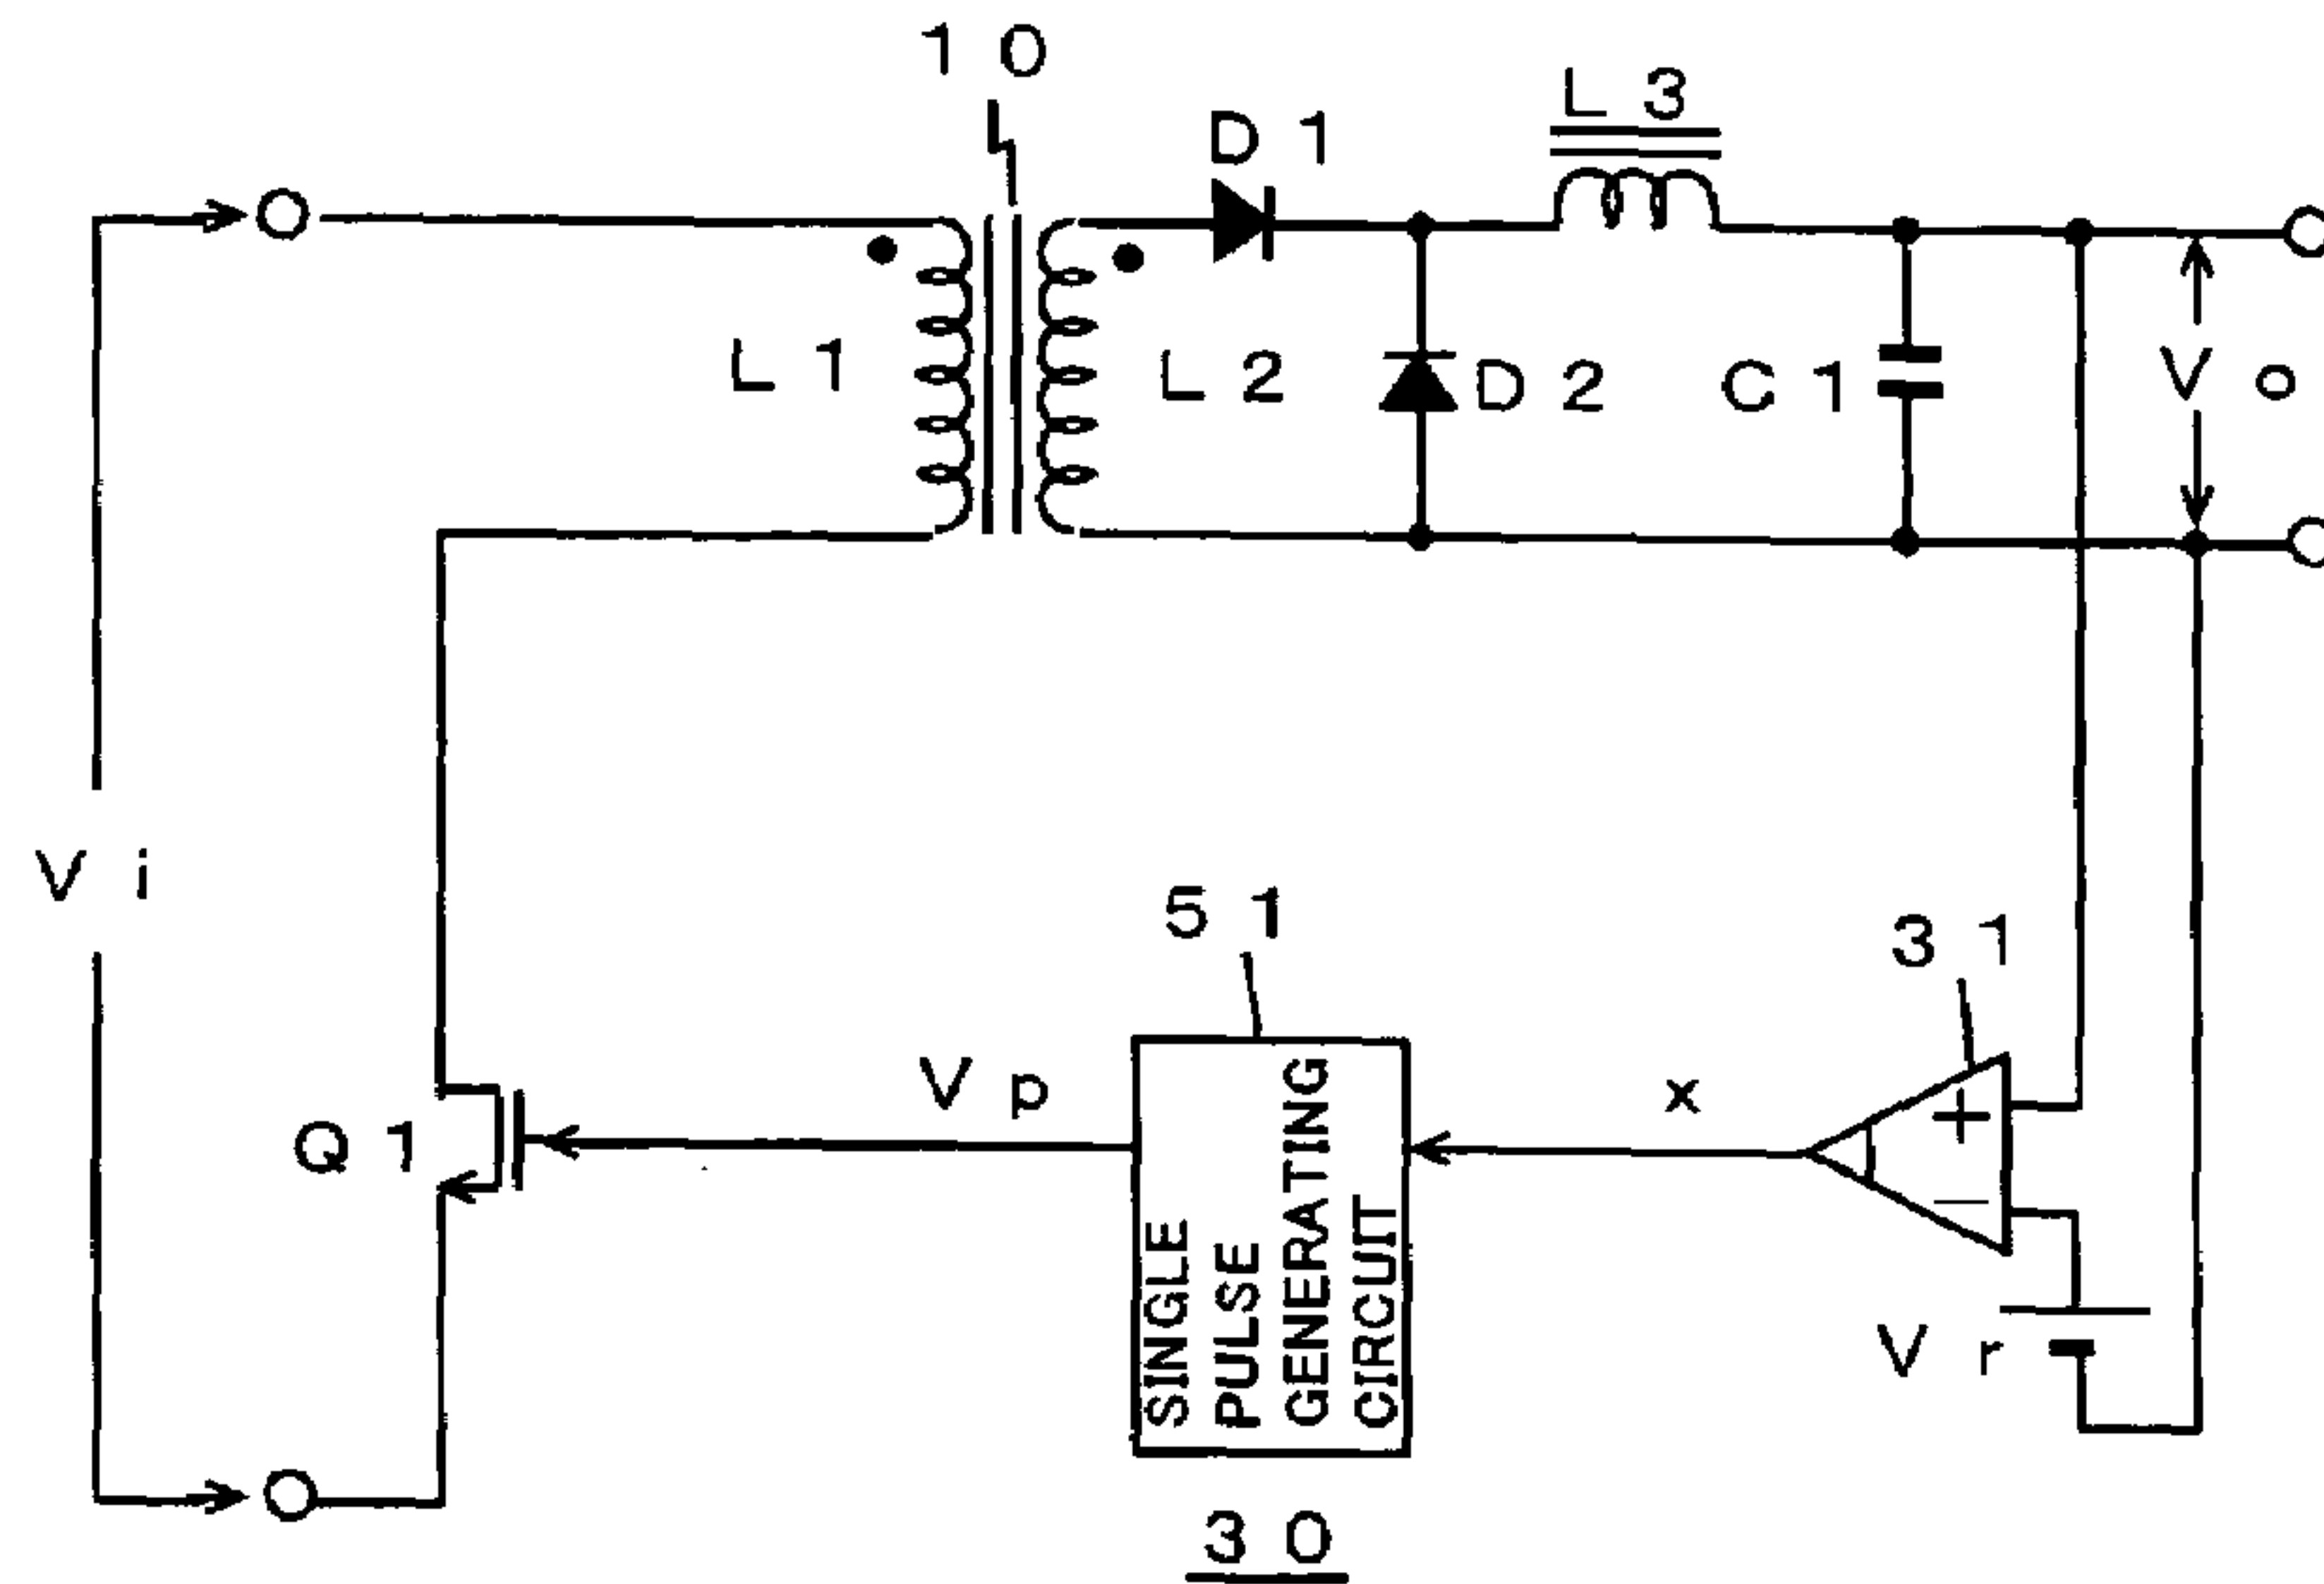 10
L3
D1
L1
L2
D2
C1
Vo
Vi
51
31
Vp
x
Q1
+
−
SINGLE
PULSE
GENERATING
CIRCUIT
Vr
30